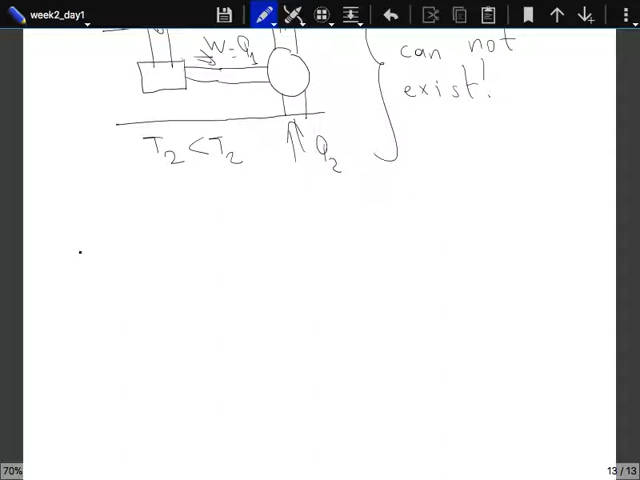 week2_day1
W=Q1
can not
exist!
T2 < T2
Q2
70%
13 / 13